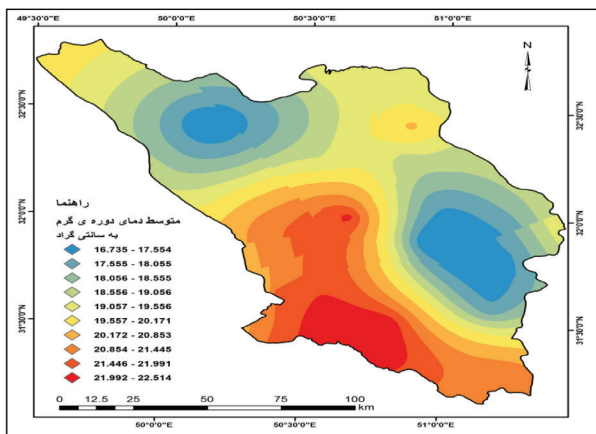 49°30'0"E 50°0'0"E 50°30'0"E 51°0'0"E
N
32°30'0"N
32°30'0"N
32°0'0"N
32°0'0"N
31°30'0"N
31°30'0"N
راهنما
متوسط دمای دوره ی گرم
به سانتی گراد
16.735 - 17.554
17.555 - 18.055
18.056 - 18.555
18.556 - 19.056
19.057 - 19.556
19.557 - 20.171
20.172 - 20.853
20.854 - 21.445
21.446 - 21.991
21.992 - 22.514
0 12.5 25 50 75 100
km
50°0'0"E 50°30'0"E 51°0'0"E